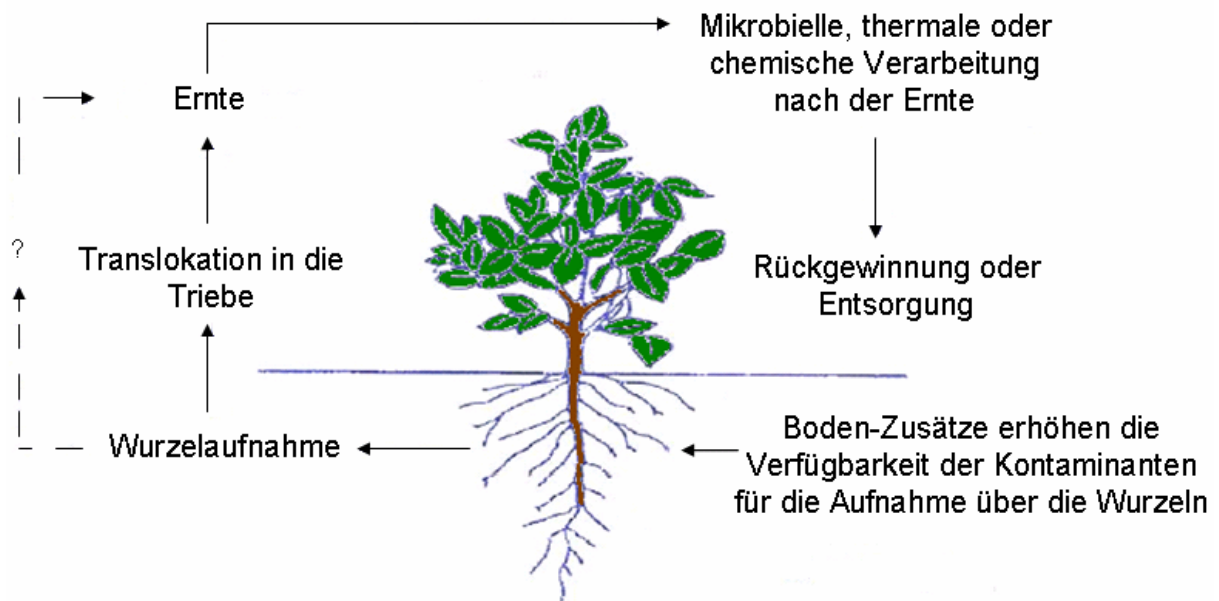 Mikrobielle, thermale oder
chemische Verarbeitung
nach der Ernte
Ernte
?
Translokation in die
Triebe
Rückgewinnung oder
Entsorgung
Wurzelaufnahme
Boden-Zusätze erhöhen die
Verfügbarkeit der Kontaminanten
für die Aufnahme über die Wurzeln